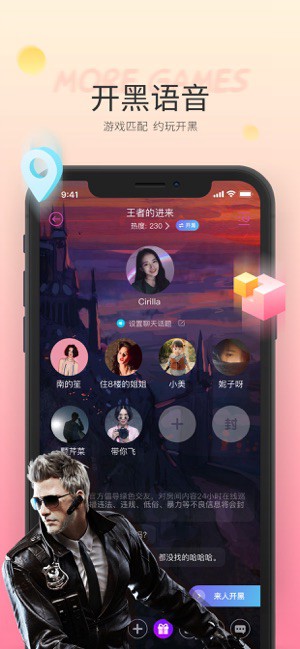 MORE GAMES
开黑语音
游戏匹配 约玩开黑
9:41
王者的进来
热度: 230 > 开黑
Cirilla
设置聊天话题
南的笙
住8楼的姐姐
小美
妮子呀
芹菜
带你飞
封
官方倡导绿色交友，对房间内容24小时在线巡
违法、违规、低俗、暴力等不良信息将会封
都没找的哈哈哈。
来人开黑